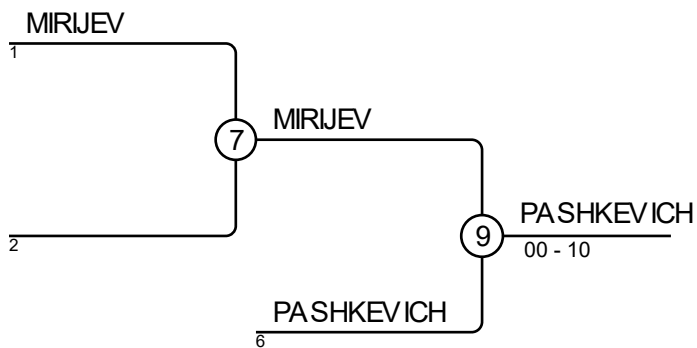 MIRIJEV
1
7
MIRIJEV
2
9
PASHKEVICH
00 - 10
PASHKEVICH
6